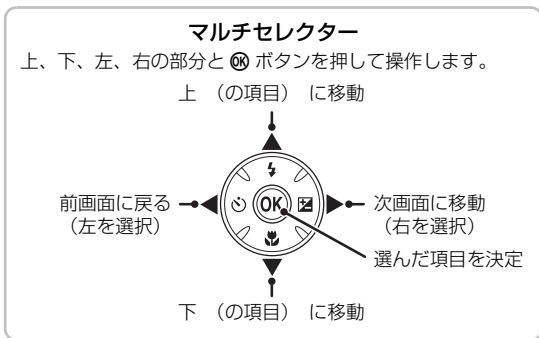 マルチセレクター
上、下、左、右の部分と OK ボタンを押して操作します。
上 （の項目） に移動
前画面に戻る
（左を選択）
OK
次画面に移動
（右を選択）
選んだ項目を決定
下 （の項目） に移動